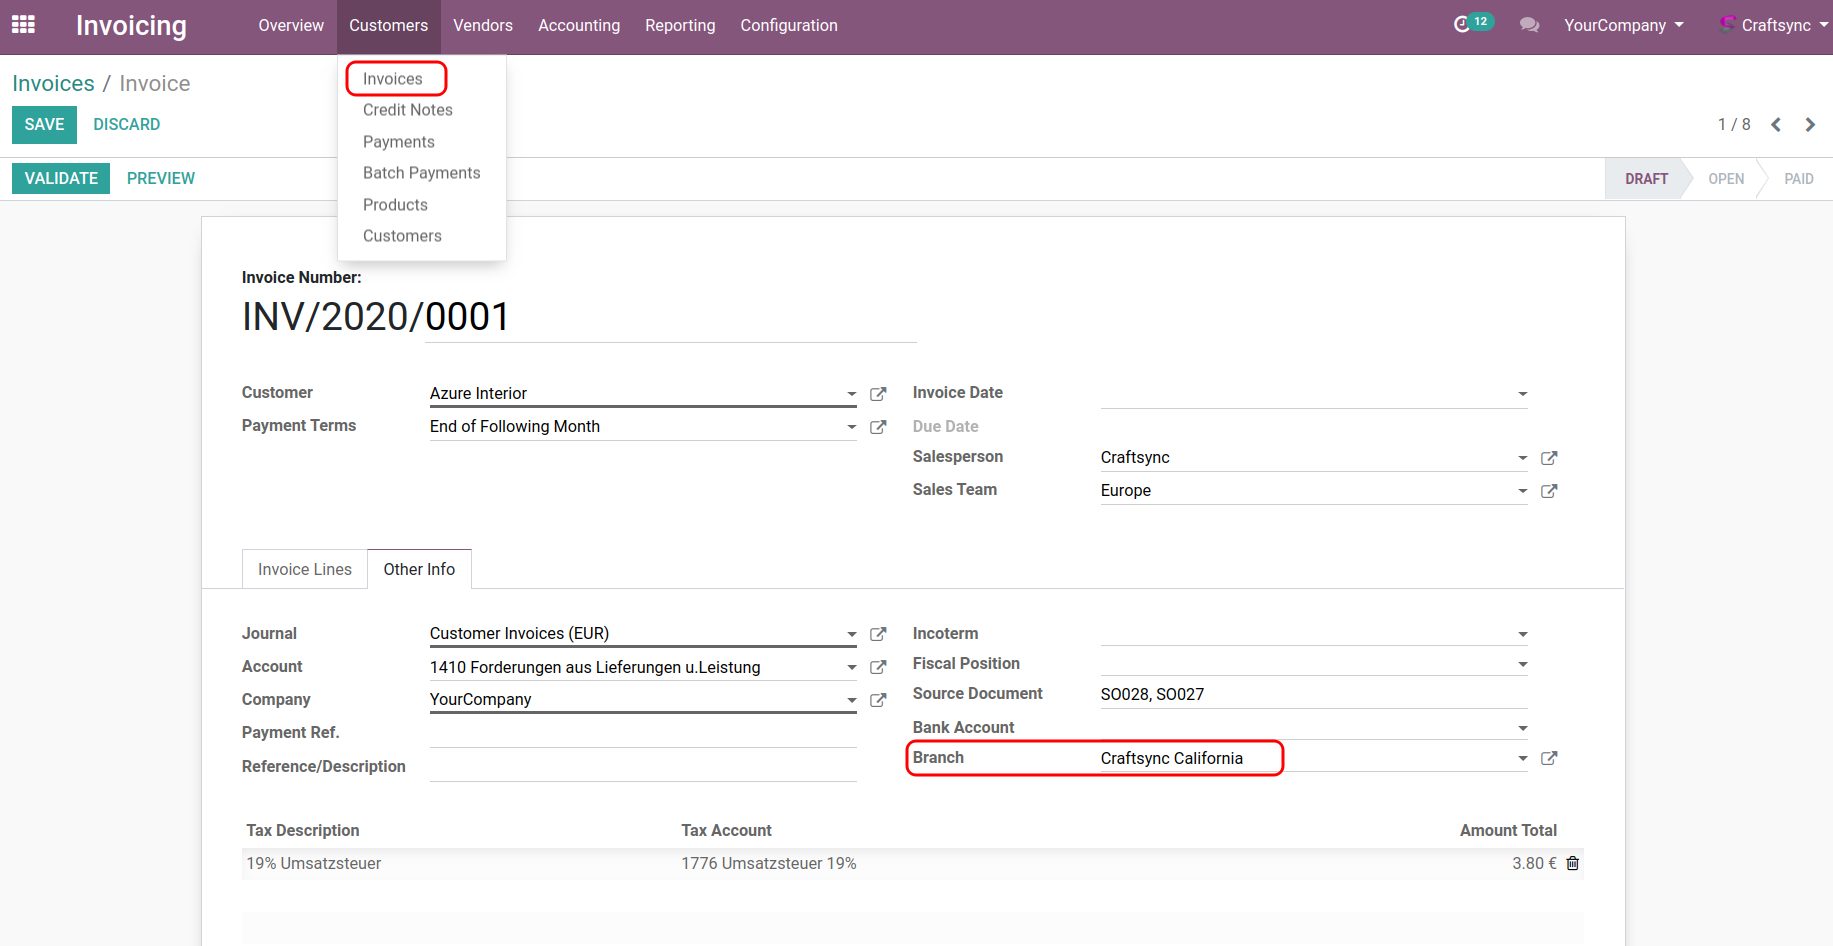 Invoicing Overview Customers Vendors Accounting Reporting Configuration 12 YourCompany Craftsync
Invoices / Invoice
Invoices
Credit Notes
Payments
Batch Payments
Products
Customers
SAVE DISCARD 1 / 8
VALIDATE PREVIEW DRAFT OPEN PAID
Invoice Number:
INV/2020/0001
Customer Azure Interior Invoice Date
Payment Terms End of Following Month Due Date
Salesperson Craftsync
Sales Team Europe
Invoice Lines Other Info
Journal Customer Invoices (EUR) Incoterm
Account 1410 Forderungen aus Lieferungen u.Leistung Fiscal Position
Company YourCompany Source Document SO028, SO027
Payment Ref. Bank Account
Reference/Description Branch Craftsync California
Tax Description Tax Account Amount Total
19% Umsatzsteuer 1776 Umsatzsteuer 19% 3.80 €